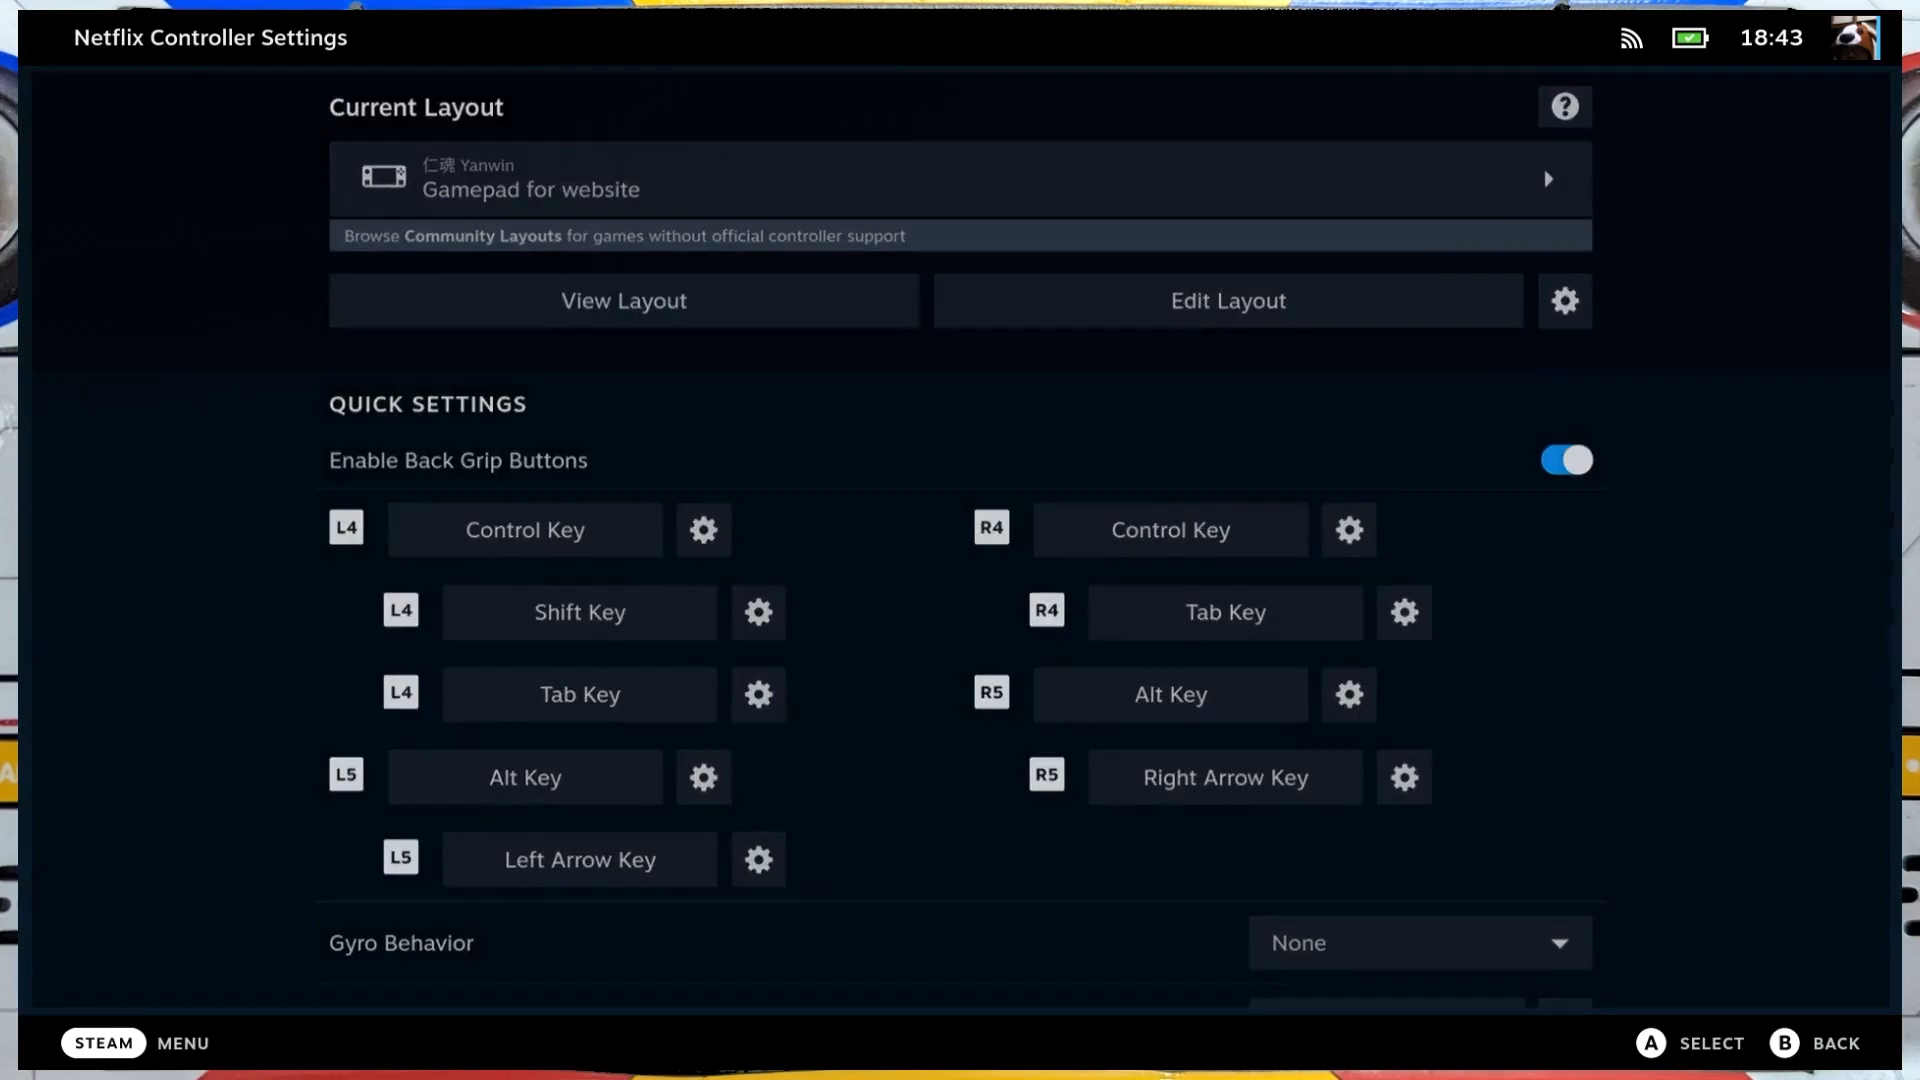 Netflix Controller Settings
18:43
Current Layout
仁魂 Yanwin
Gamepad for website
Browse Community Layouts for games without official controller support
View Layout
Edit Layout
QUICK SETTINGS
Enable Back Grip Buttons
L4 Control Key
R4 Control Key
L4 Shift Key
R4 Tab Key
L4 Tab Key
R5 Alt Key
L5 Alt Key
R5 Right Arrow Key
L5 Left Arrow Key
Gyro Behavior
None
STEAM MENU
A SELECT B BACK